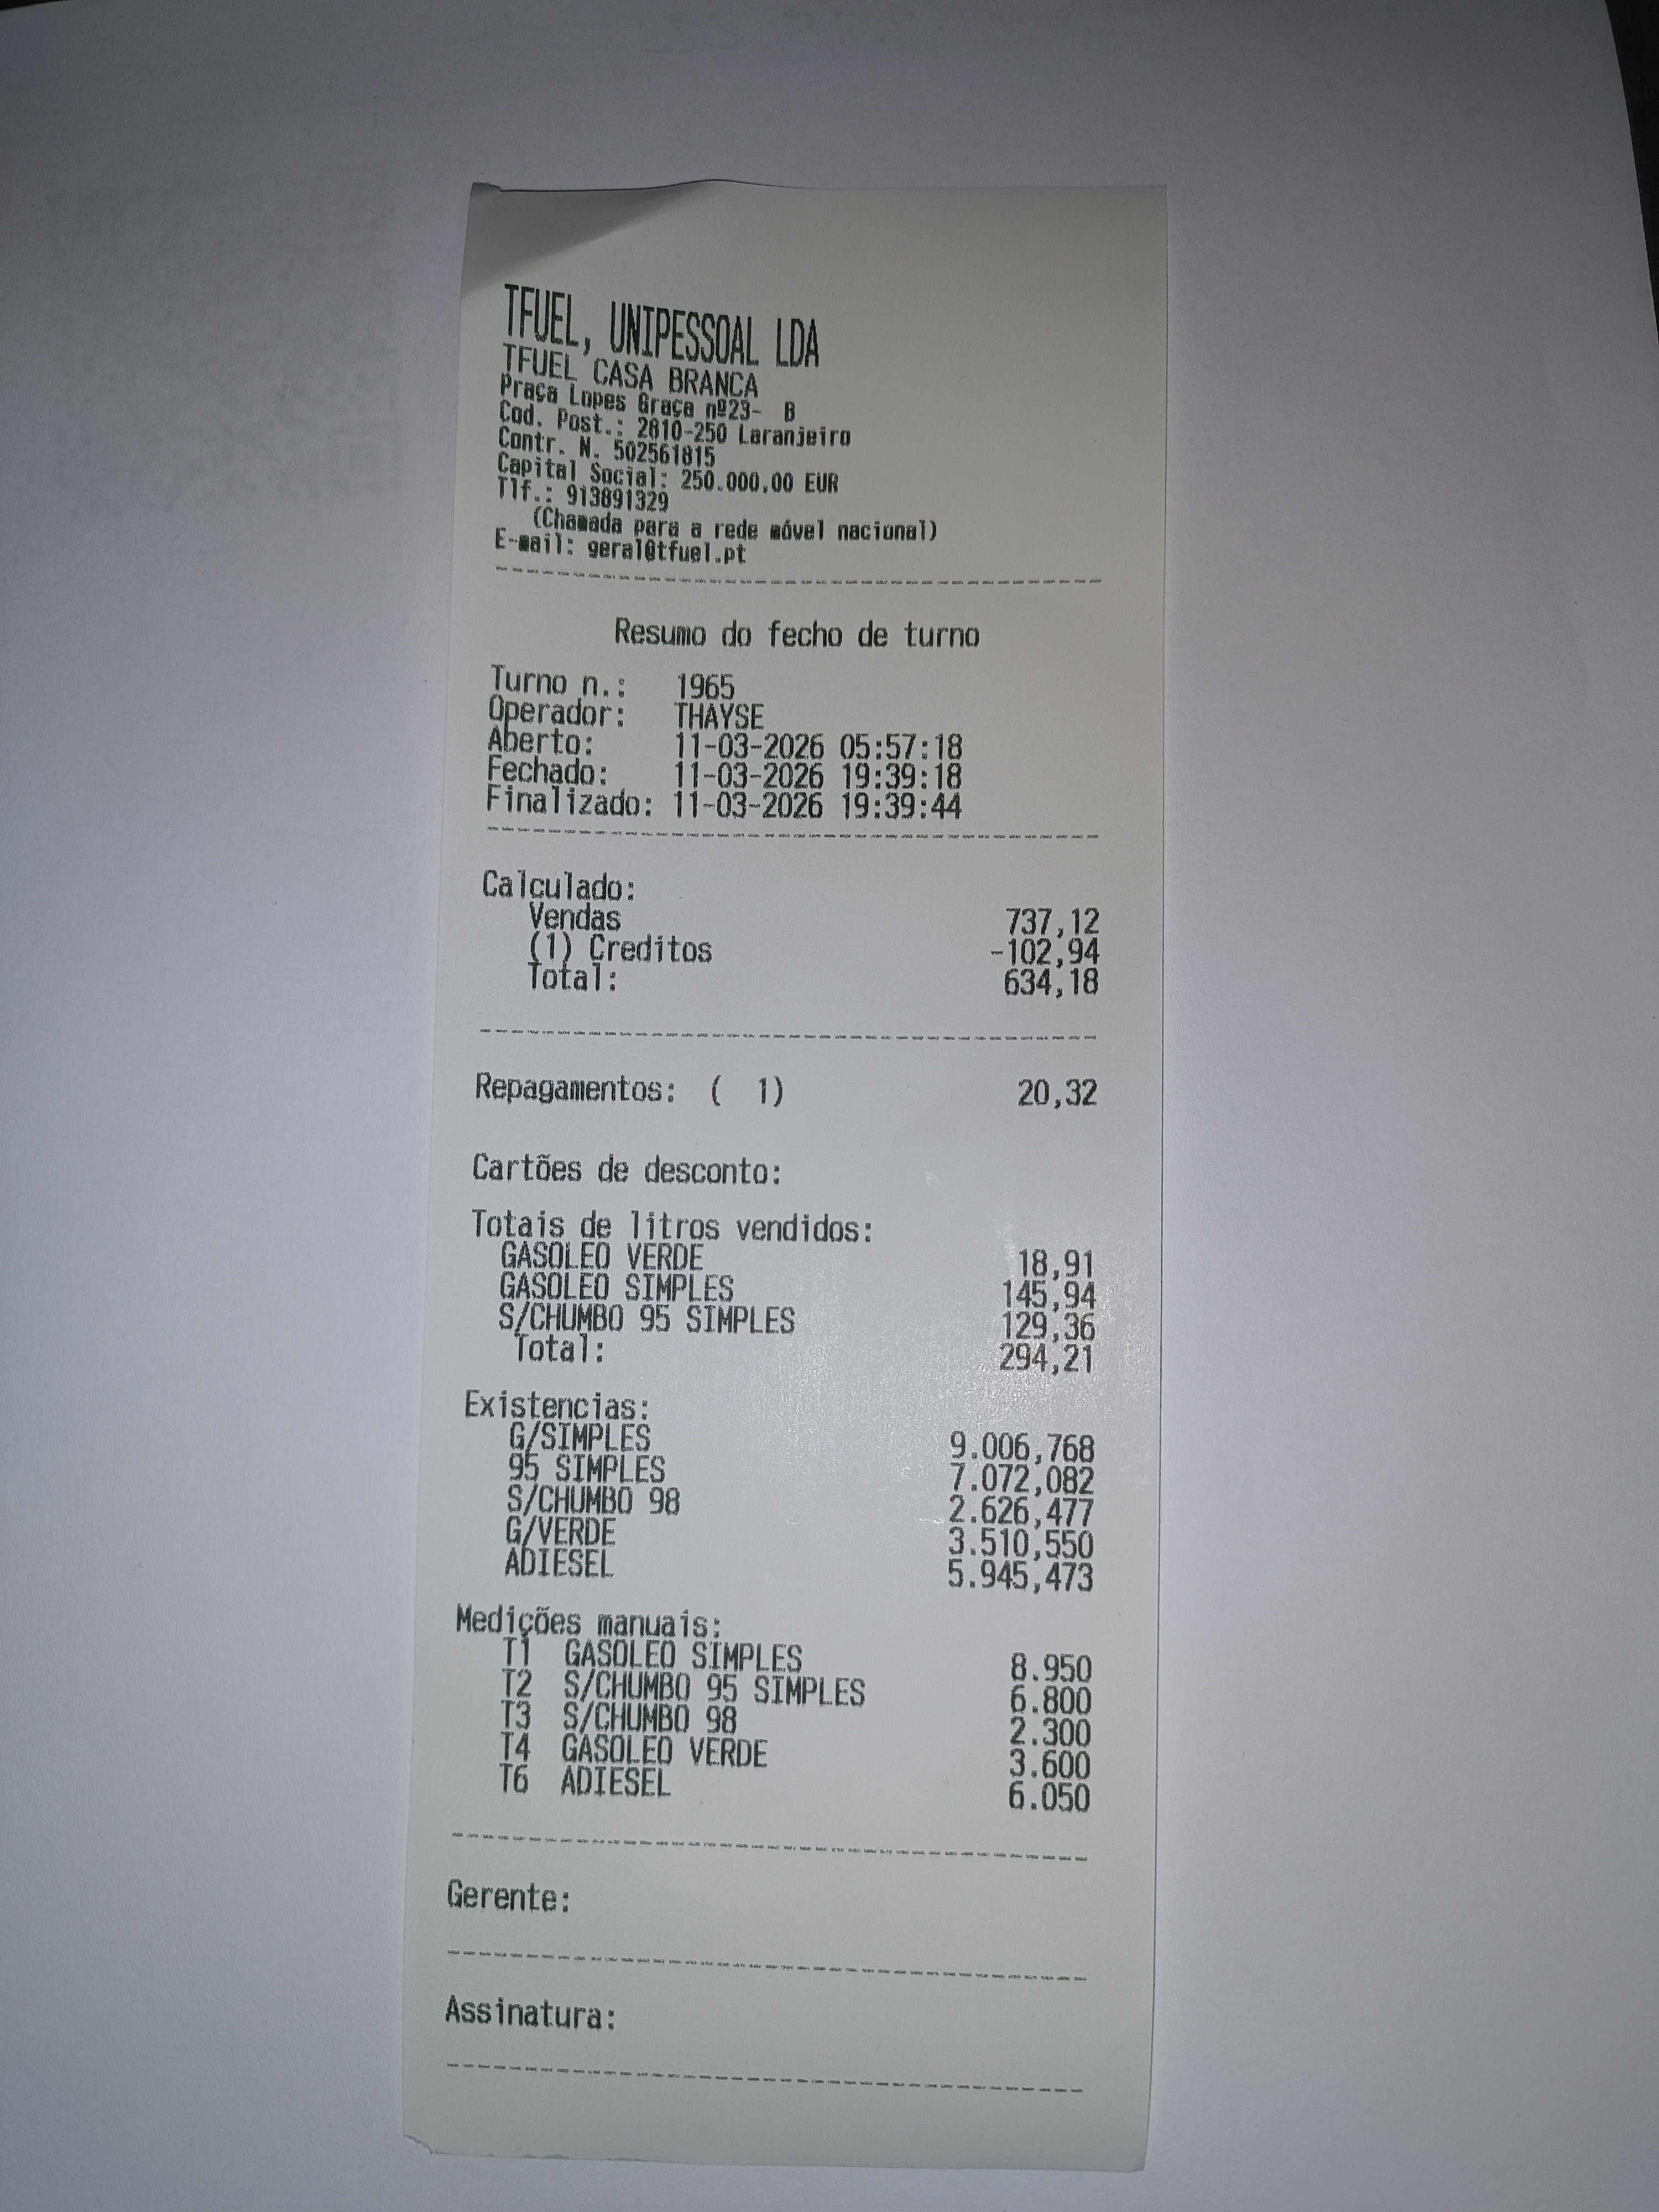 TFUEL, UNIPESSOAL LDA
TFUEL CASA BRANCA
Praça Lopes Graça nº23-  B
Cod. Post.: 2810-250 Laranjeiro
Contr. N. 502561815
Capital Social: 250.000,00 EUR
Tlf.: 913891329
(Chamada para a rede móvel nacional)
E-mail: geral@tfuel.pt
Resumo do fecho de turno
Turno n.: 1965
Operador: THAYSE
Aberto: 11-03-2026 05:57:18
Fechado: 11-03-2026 19:39:18
Finalizado: 11-03-2026 19:39:44
Calculado:
Vendas 737,12
(1) Creditos -102,94
Total: 634,18
Repagamentos: ( 1) 20,32
Cartões de desconto:
Totais de litros vendidos:
GASOLEO VERDE 18,91
GASOLEO SIMPLES 145,94
S/CHUMBO 95 SIMPLES 129,36
Total: 294,21
Existencias:
G/SIMPLES 9.006,768
95 SIMPLES 7.072,082
S/CHUMBO 98 2.626,477
G/VERDE 3.510,550
ADIESEL 5.945,473
Medições manuais:
T1 GASOLEO SIMPLES 8.950
T2 S/CHUMBO 95 SIMPLES 6.800
T3 S/CHUMBO 98 2.300
T4 GASOLEO VERDE 3.600
T6 ADIESEL 6.050
Gerente:
Assinatura: